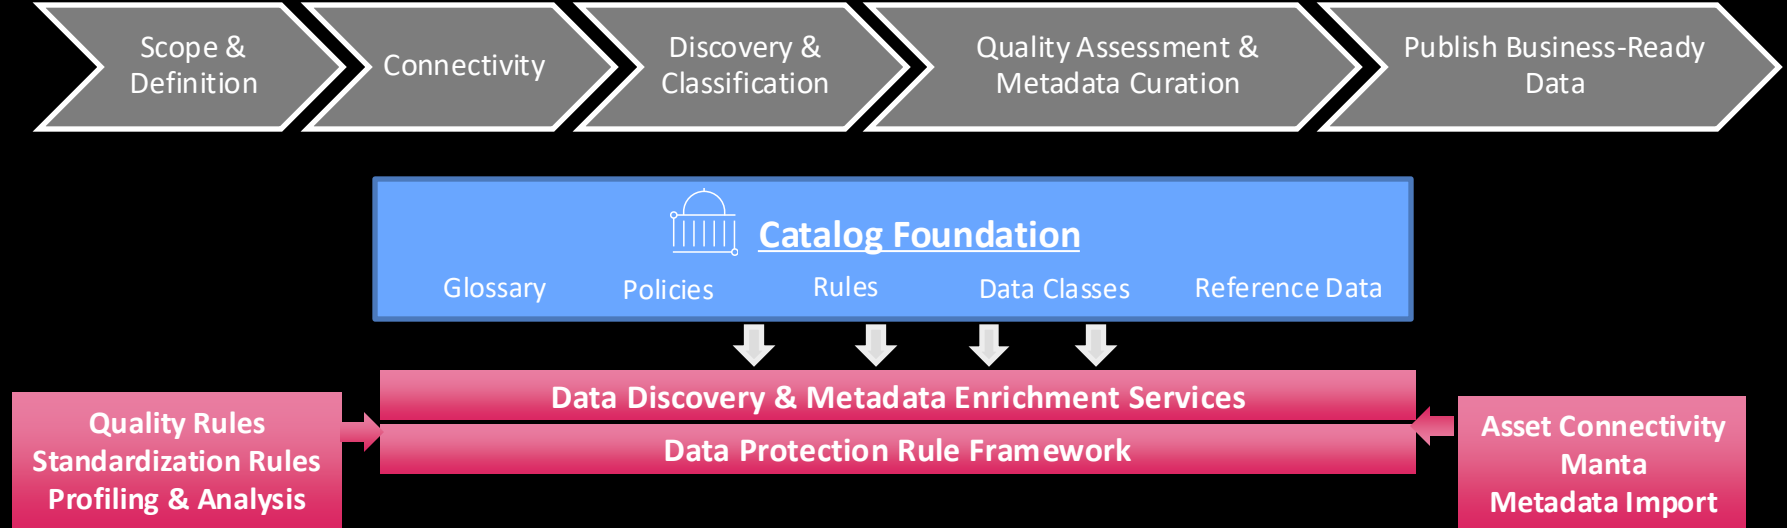 Scope &
Definition
Connectivity
Discovery &
Classification
Quality Assessment &
Metadata Curation
Publish Business-Ready
Data
Catalog Foundation
Glossary
Policies
Rules
Data Classes
Reference Data
Data Discovery & Metadata Enrichment Services
Data Protection Rule Framework
Quality Rules
Standardization Rules
Profiling & Analysis
Asset Connectivity
Manta
Metadata Import